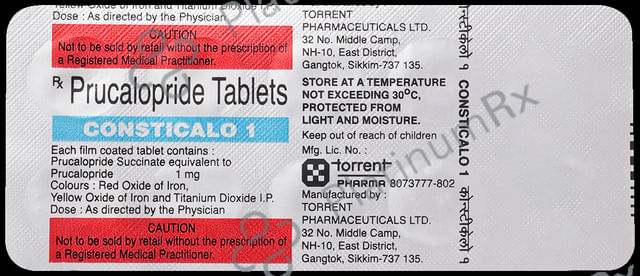 Yellow Oxide of Iron and Titanium Dioxide I.P.
Dose : As directed by the Physician
CAUTION
Not to be sold by retail without the prescription of
a Registered Medical Practitioner.
Rx Prucalopride Tablets
CONSTICALO 1
Each film coated tablet contains :
Prucalopride Succinate equivalent to
Prucalopride 1 mg
Colours : Red Oxide of Iron,
Yellow Oxide of Iron and Titanium Dioxide I.P.
Dose : As directed by the Physician
CAUTION
Not to be sold by retail without the prescription of
a Registered Medical Practitioner.
TORRENT
PHARMACEUTICALS LTD.
32 No. Middle Camp,
NH-10, East District,
Gangtok, Sikkim-737 135.
STORE AT A TEMPERATURE
NOT EXCEEDING 30°C,
PROTECTED FROM
LIGHT AND MOISTURE.
Keep out of reach of children
Mfg. Lic. No. :
torrent
PHARMA 8073777-802
Manufactured by :
TORRENT
PHARMACEUTICALS LTD.
32 No. Middle Camp,
NH-10, East District,
Gangtok, Sikkim-737 135.
CONSTICALO 1
PlatinumRx